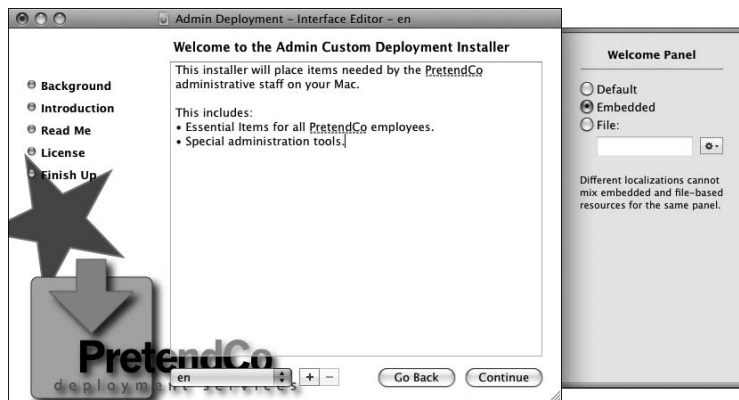 Admin Deployment – Interface Editor – en
Welcome to the Admin Custom Deployment Installer
Background
Introduction
Read Me
License
Finish Up
This installer will place items needed by the PretendCo
administrative staff on your Mac.
This includes:
• Essential Items for all PretendCo employees.
• Special administration tools.
PretendCo
deployment services
en
+
–
Go Back
Continue
Welcome Panel
Default
Embedded
File:
Different localizations cannot
mix embedded and file-based
resources for the same panel.